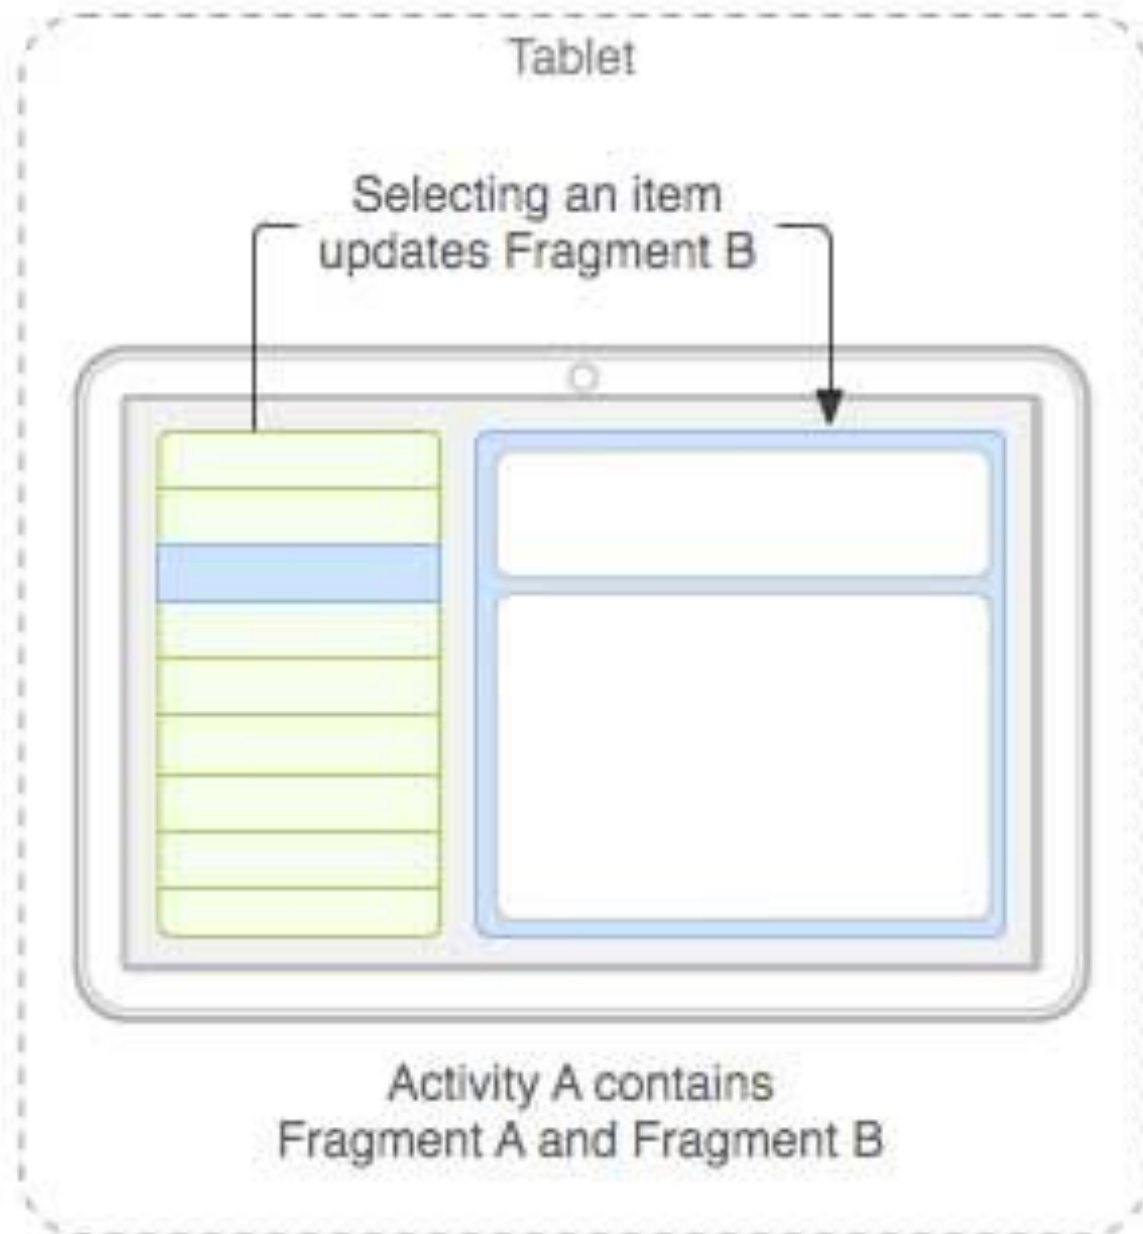 Tablet
Selecting an item
updates Fragment B
Activity A contains
Fragment A and Fragment B